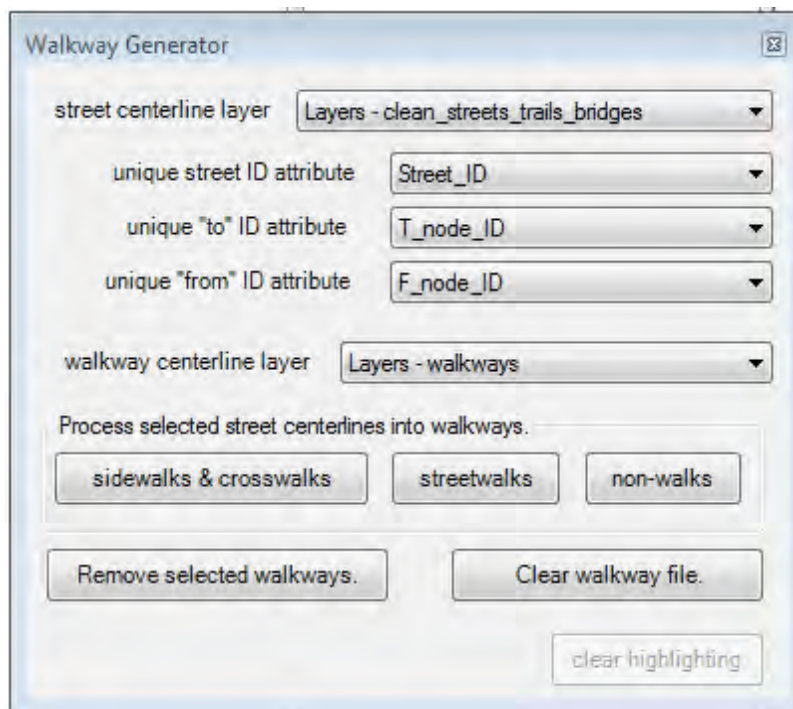 Walkway Generator
street centerline layer Layers - clean_streets_trails_bridges
unique street ID attribute Street_ID
unique "to" ID attribute T_node_ID
unique "from" ID attribute F_node_ID
walkway centerline layer Layers - walkways
Process selected street centerlines into walkways.
sidewalks & crosswalks streetwalks non-walks
Remove selected walkways. Clear walkway file.
clear highlighting